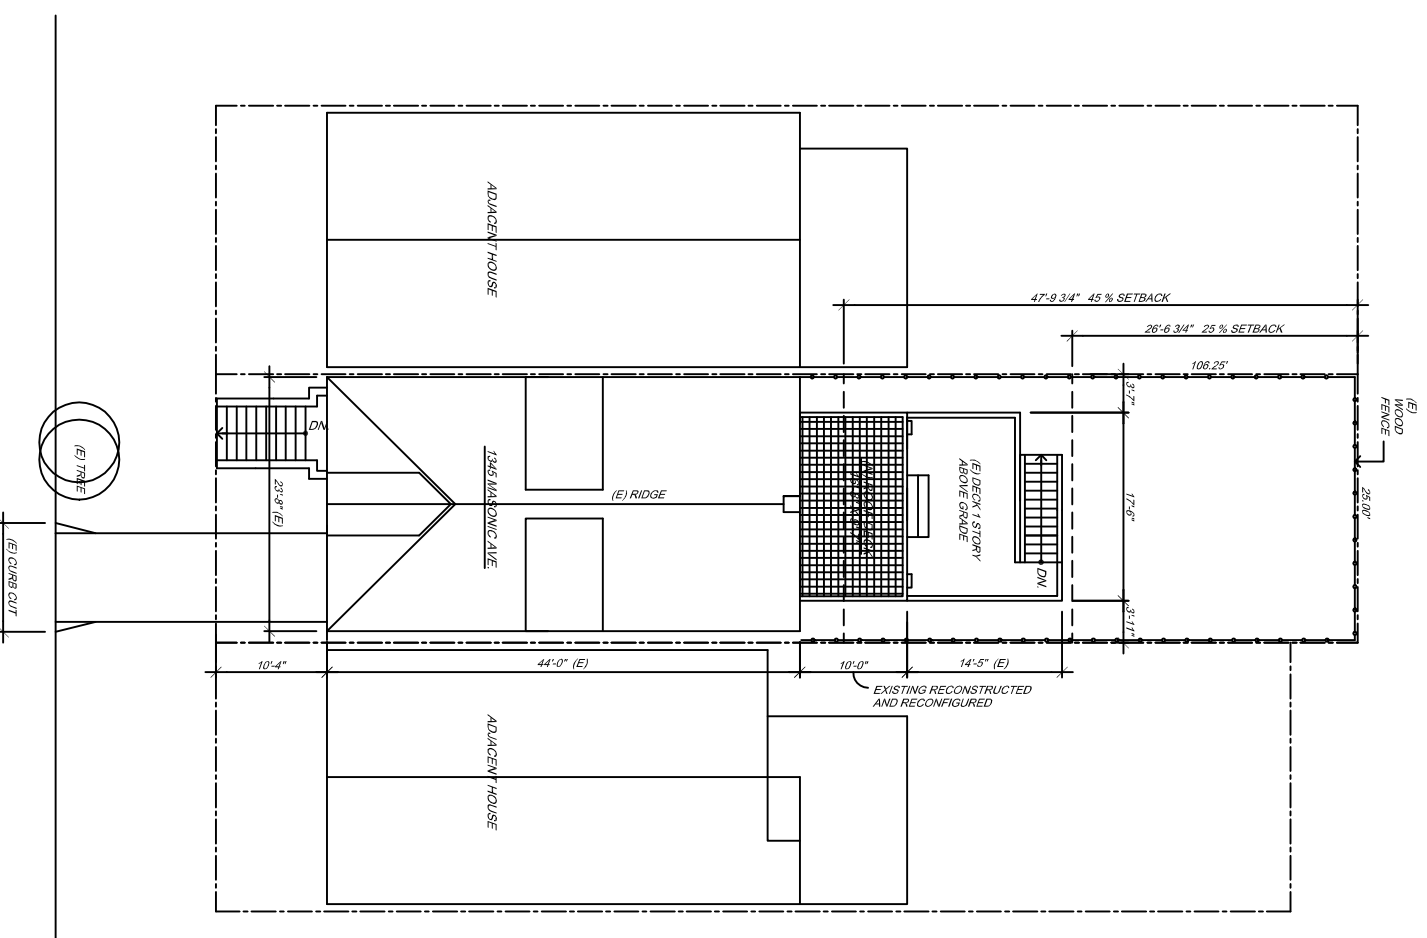 47'-9 3/4" 45 % SETBACK
26'-6 3/4" 25 % SETBACK
106.25'
3'-7"
(E)
WOOD
FENCE
25.00'
ADJACENT HOUSE
DN.
(E) TREE
23'-8" (E)
1345 MASONIC AVE.
(E) RIDGE
(E) DECK 1 STORY
ABOVE GRADE
DN.
17'-6"
3'-11"
(E) CURB CUT
10'-4"
44'-0" (E)
10'-0"
14'-5" (E)
EXISTING RECONSTRUCTED
AND RECONFIGURED
ADJACENT HOUSE